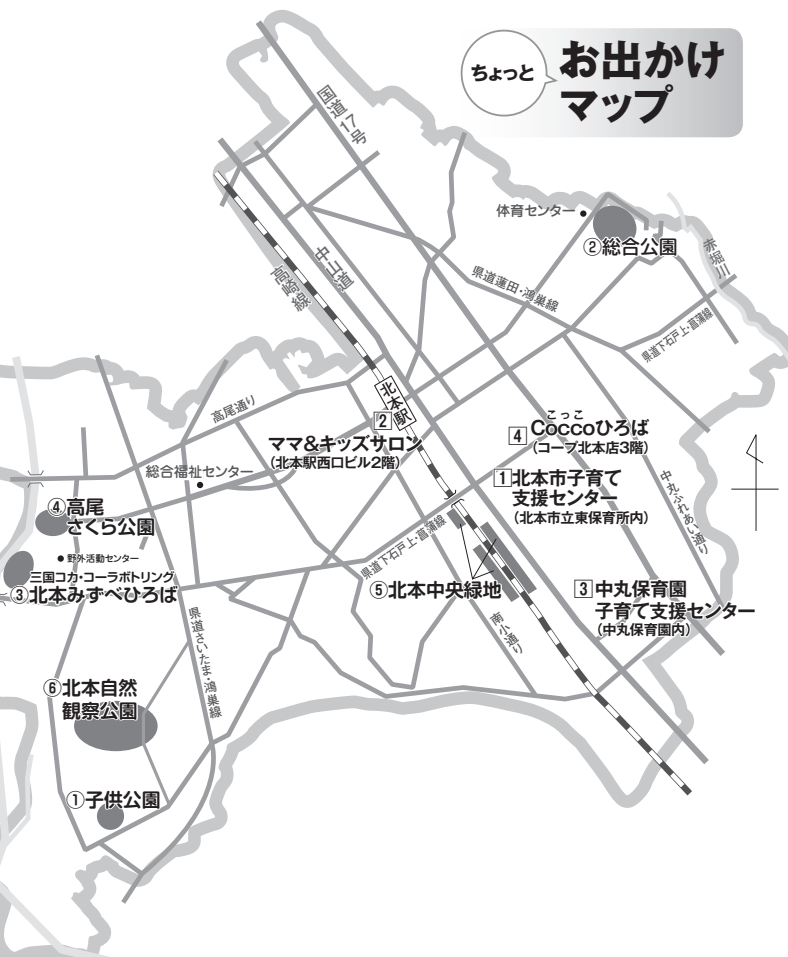 ちょっと
お出かけ
マップ
国道17号
体育センター
②総合公園
赤堀川
中山道
高崎線
県道蓮田・鴻巣線
県道下石戸上・菖蒲線
北本駅
高尾通り
2
ママ&キッズサロン
（北本駅西口ビル2階）
こっこ
4 Coccoひろば
（コープ北本店3階）
総合福祉センター
1 北本市子育て
支援センター
（北本市立東保育所内）
中丸ふれあい通り
④高尾
さくら公園
野外活動センター
三国コカ・コーラボトリング
③北本みずべひろば
県道下石戸上・菖蒲線
⑤北本中央緑地
3 中丸保育園
子育て支援センター
（中丸保育園内）
南小通り
県道さいたま・鴻巣線
⑥北本自然
観察公園
①子供公園